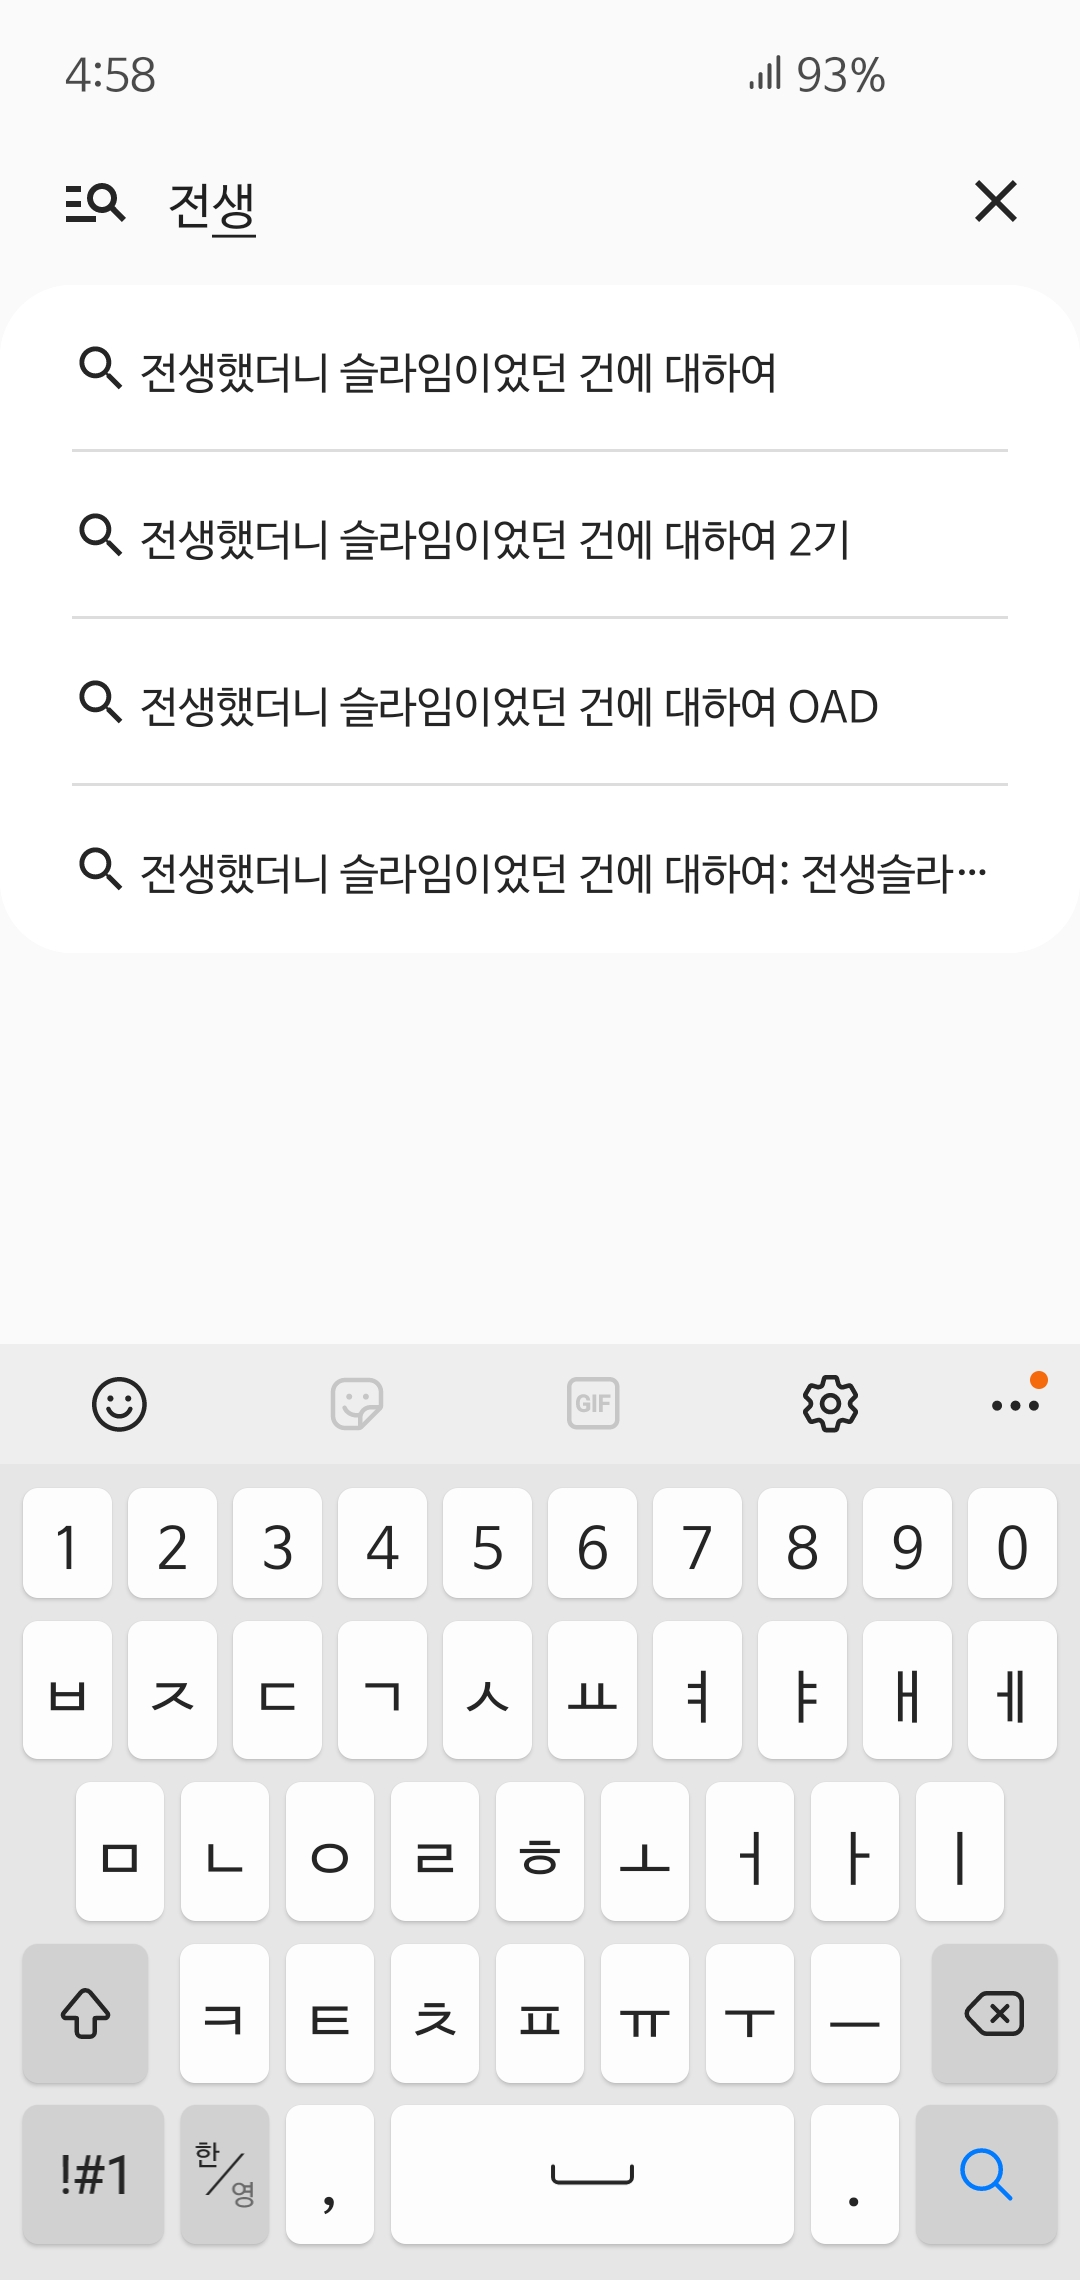 4:58 93%
전생
전생했더니 슬라임이었던 건에 대하여
전생했더니 슬라임이었던 건에 대하여 2기
전생했더니 슬라임이었던 건에 대하여 OAD
전생했더니 슬라임이었던 건에 대하여: 전생슬라…
GIF
1 2 3 4 5 6 7 8 9 0
ㅂ ㅈ ㄷ ㄱ ㅅ ㅛ ㅕ ㅑ ㅐ ㅔ
ㅁ ㄴ ㅇ ㄹ ㅎ ㅗ ㅓ ㅏ ㅣ
ㅋ ㅌ ㅊ ㅍ ㅠ ㅜ ㅡ
!#1 한/영 , .